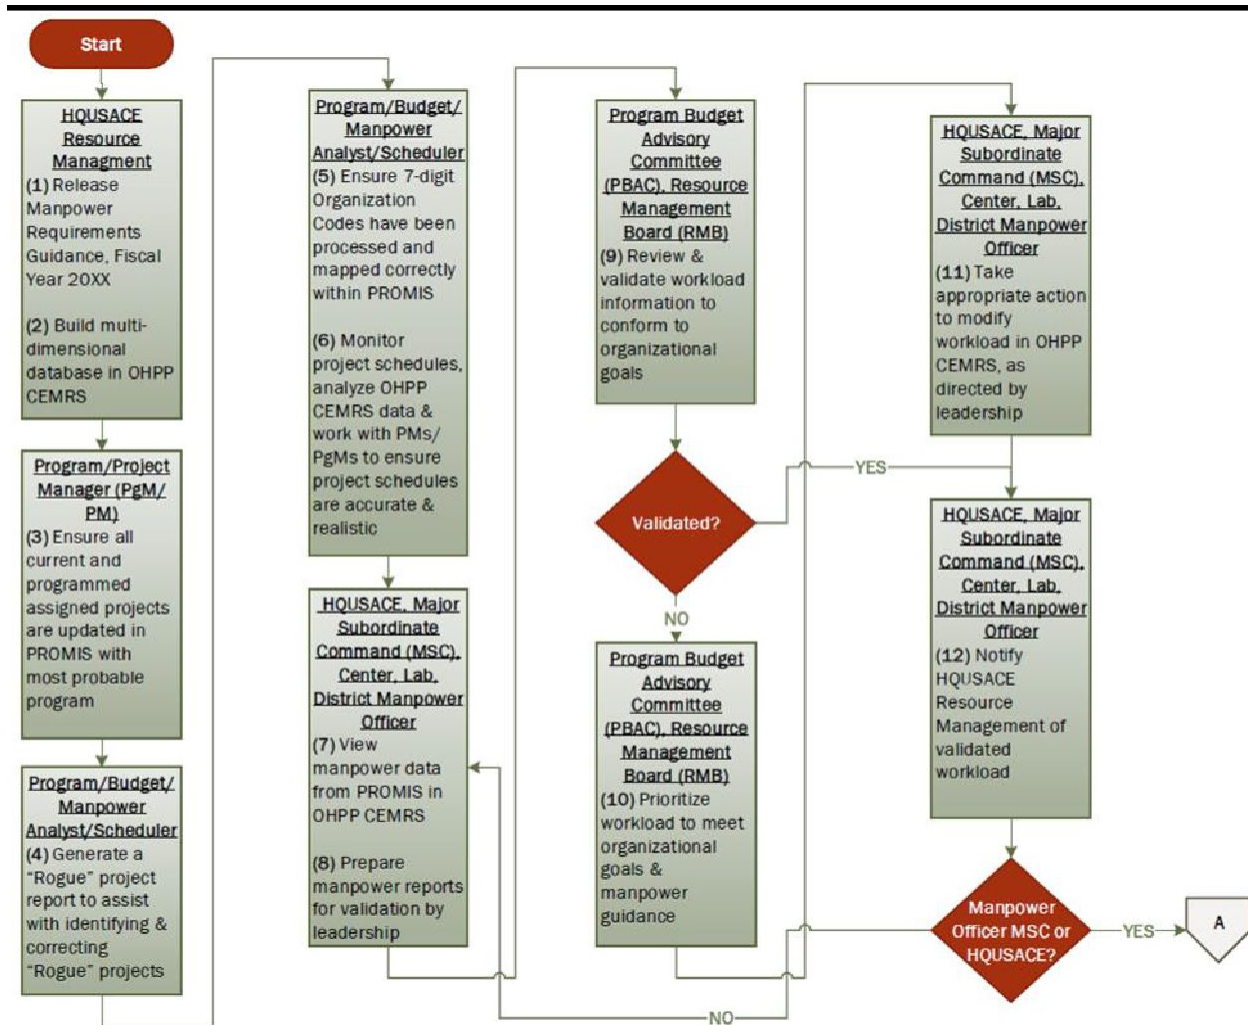 Start
HQUSACE
Resource
Managment
(1) Release
Manpower
Requirements
Guidance, Fiscal
Year 20XX
(2) Build multi-
dimensional
database in OHPP
CEMRS
Program/Project
Manager (PgM/
PM)
(3) Ensure all
current and
programmed
assigned projects
are updated in
PROMIS with
most probable
program
Program/Budget/
Manpower
Analyst/Scheduler
(4) Generate a
“Rogue” project
report to assist
with identifying &
correcting
“Rogue” projects
Program/Budget/
Manpower
Analyst/Scheduler
(5) Ensure 7-digit
Organization
Codes have been
processed and
mapped correctly
within PROMIS
(6) Monitor
project schedules,
analyze OHPP
CEMRS data &
work with PMs/
PgMs to ensure
project schedules
are accurate &
realistic
HQUSACE, Major
Subordinate
Command (MSC),
Center, Lab,
District Manpower
Officer
(7) View
manpower data
from PROMIS in
OHPP CEMRS
(8) Prepare
manpower reports
for validation by
leadership
Program Budget
Advisory
Committee
(PBAC), Resource
Management
Board (RMB)
(9) Review &
validate workload
information to
conform to
organizational
goals
Validated?
YES
NO
Program Budget
Advisory
Committee
(PBAC), Resource
Management
Board (RMB)
(10) Prioritize
workload to meet
organizational
goals &
manpower
guidance
HQUSACE, Major
Subordinate
Command (MSC),
Center, Lab,
District Manpower
Officer
(11) Take
appropriate action
to modify
workload in OHPP
CEMRS, as
directed by
leadership
HQUSACE, Major
Subordinate
Command (MSC),
Center, Lab,
District Manpower
Officer
(12) Notify
HQUSACE
Resource
Management of
validated
workload
Manpower
Officer MSC or
HQUSACE?
YES
A
NO